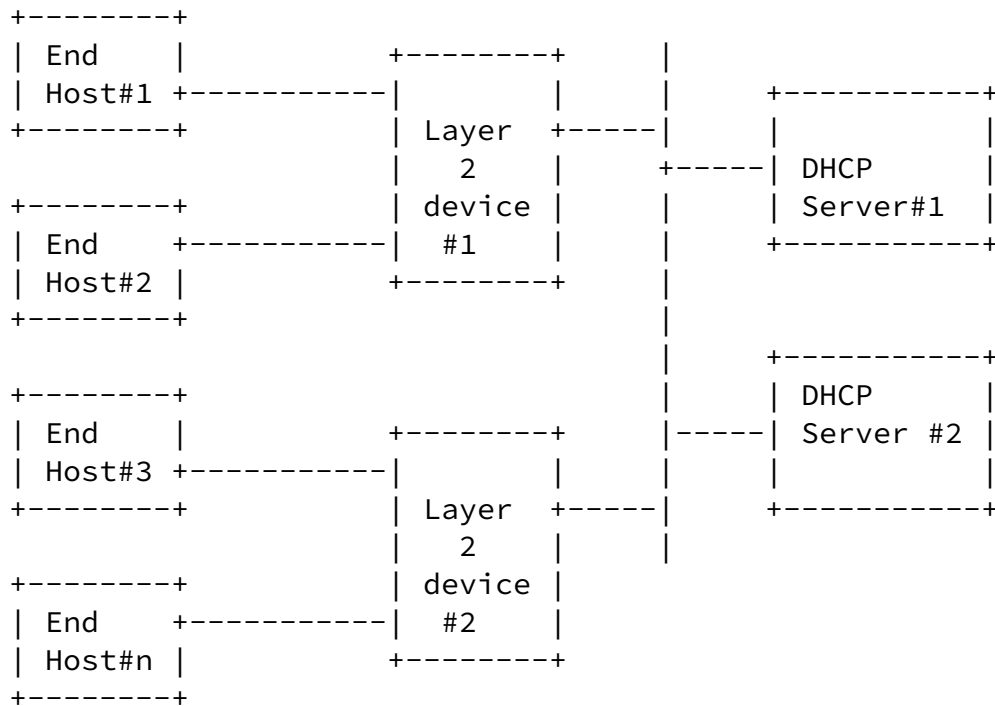 End
Host#1
Layer
2
device
#1
End
Host#2
DHCP
Server#1
DHCP
Server #2
End
Host#3
Layer
2
device
#2
End
Host#n